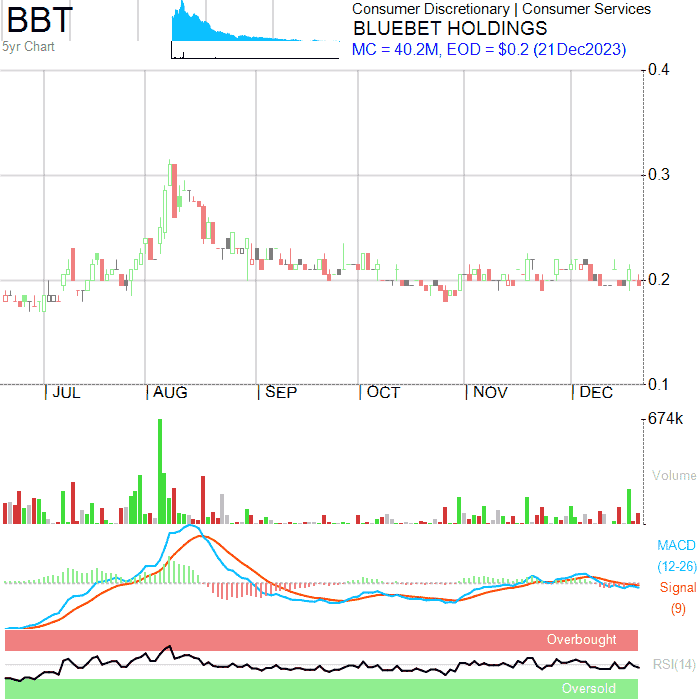 BBT
5yr Chart
Consumer Discretionary | Consumer Services
BLUEBET HOLDINGS
MC = 40.2M, EOD = $0.2 (21Dec2023)
0.4
0.3
0.2
0.1
JUL
AUG
SEP
OCT
NOV
DEC
674k
Volume
MACD
(12-26)
Signal
(9)
Overbought
RSI(14)
Oversold